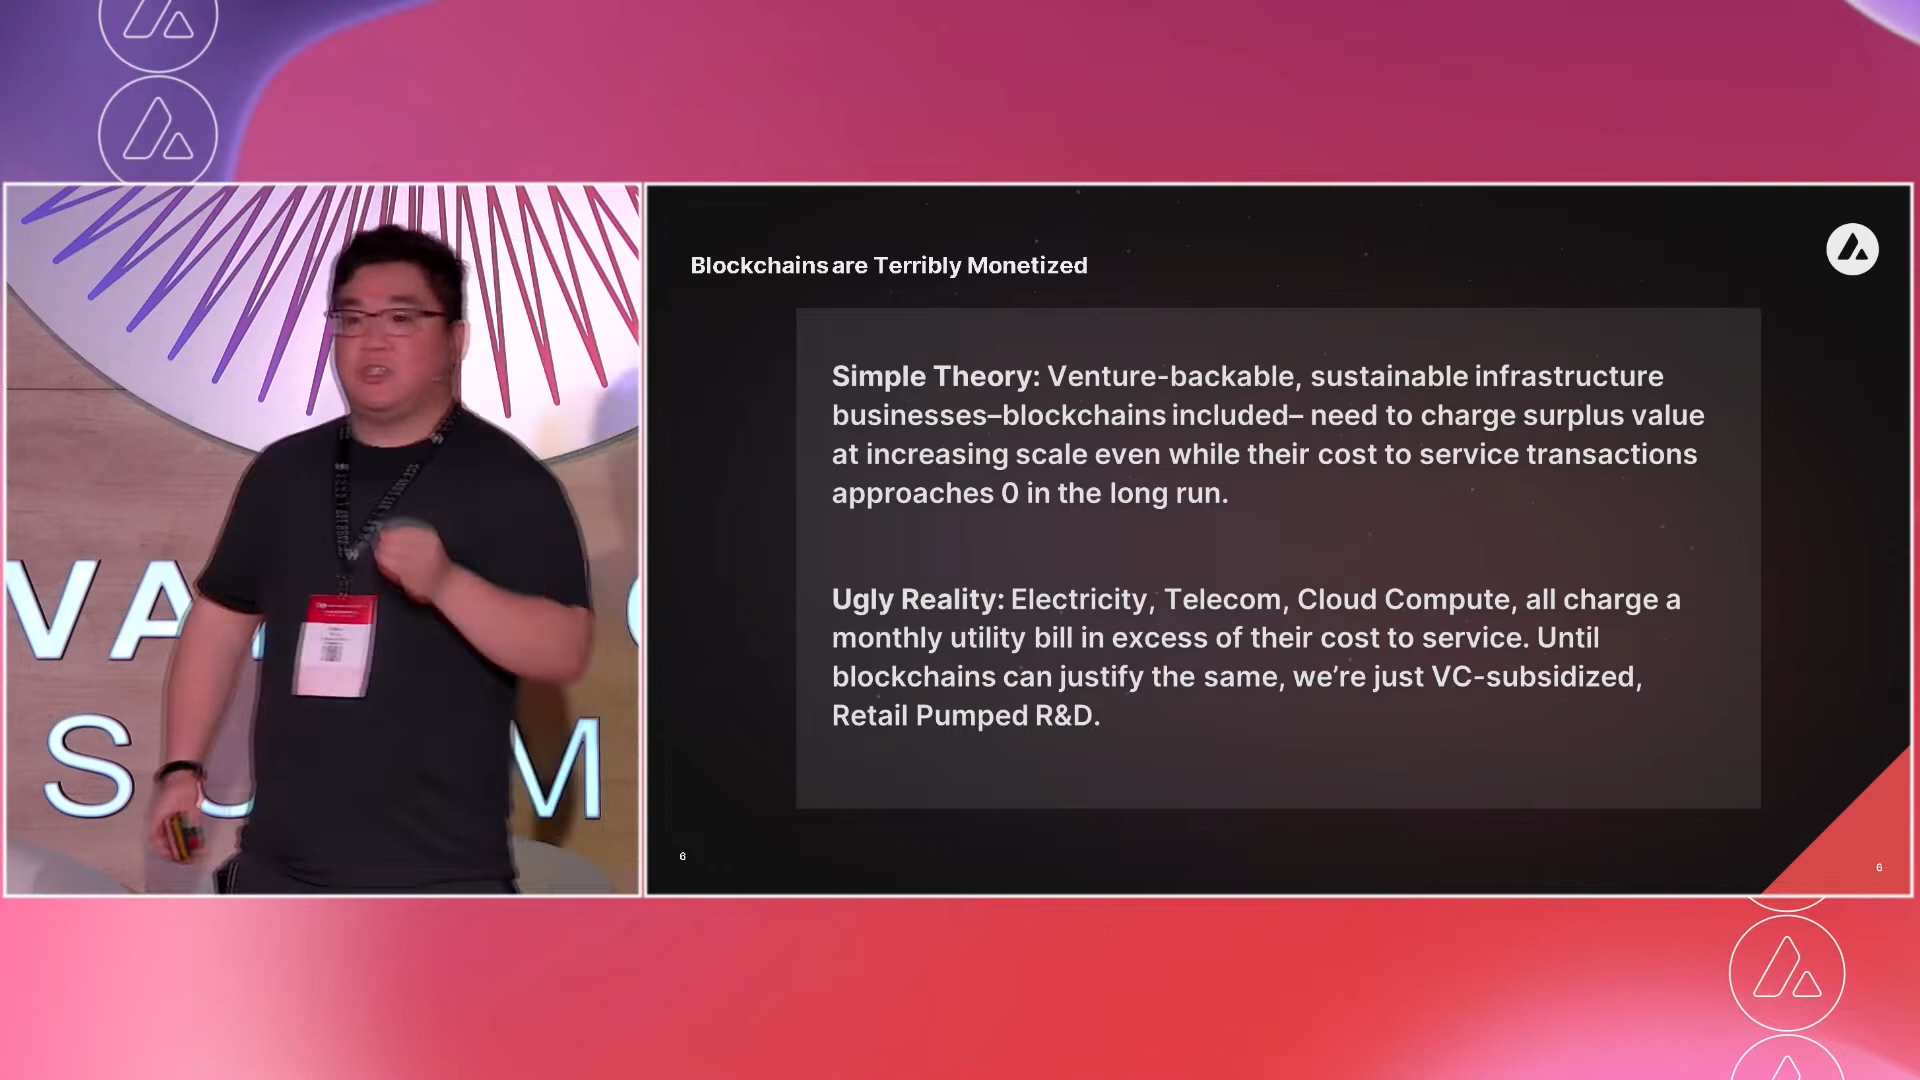 VA
S M
Blockchains are Terribly Monetized
Simple Theory: Venture-backable, sustainable infrastructure
businesses–blockchains included– need to charge surplus value
at increasing scale even while their cost to service transactions
approaches 0 in the long run.
Ugly Reality: Electricity, Telecom, Cloud Compute, all charge a
monthly utility bill in excess of their cost to service. Until
blockchains can justify the same, we’re just VC-subsidized,
Retail Pumped R&D.
6
6